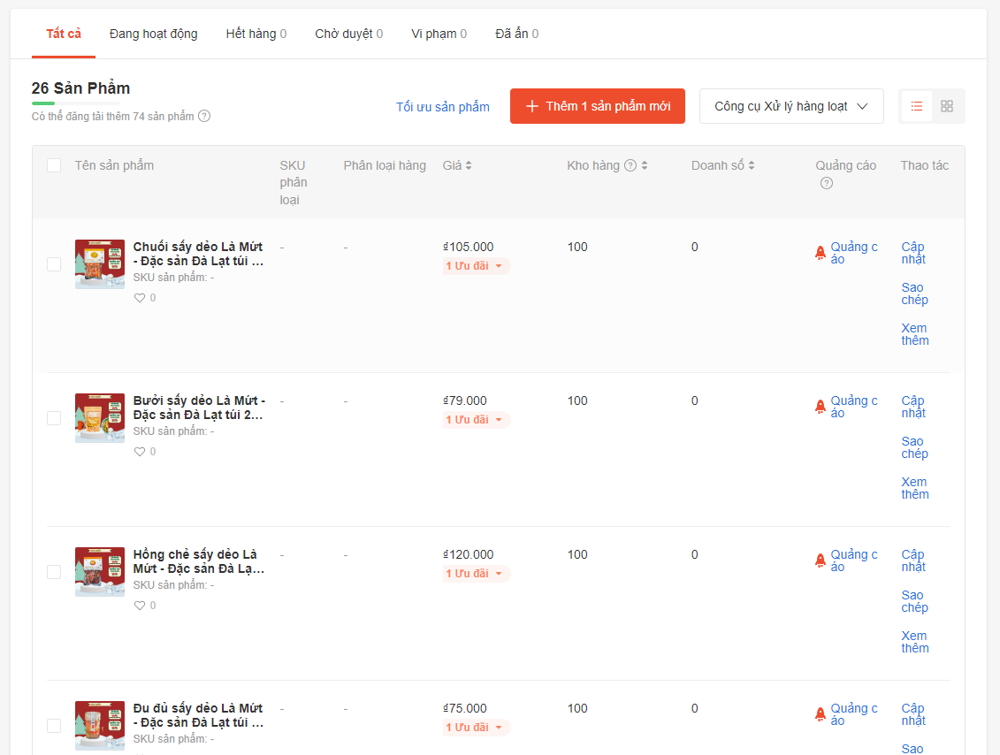 Tất cả Đang hoạt động Hết hàng 0 Chờ duyệt 0 Vi phạm 0 Đã ẩn 0
26 Sản Phẩm
Có thể đăng tải thêm 74 sản phẩm ?
Tối ưu sản phẩm
Thêm 1 sản phẩm mới
Công cụ Xử lý hàng loạt
Tên sản phẩm SKU phân loại Phân loại hàng Giá Kho hàng ? Doanh số Quảng cáo ? Thao tác
Chuối sấy dẻo Là Mứt
- Đặc sản Đà Lạt túi ...
SKU sản phẩm: -
0
-
-
₫105.000
1 Ưu đãi
100
0
Quảng c
áo
Cập
nhật
Sao
chép
Xem
thêm
Bưởi sấy dẻo Là Mứt -
Đặc sản Đà Lạt túi 2...
SKU sản phẩm: -
0
-
-
₫79.000
1 Ưu đãi
100
0
Quảng c
áo
Cập
nhật
Sao
chép
Xem
thêm
Hồng chẻ sấy dẻo Là
Mứt - Đặc sản Đà Lạ...
SKU sản phẩm: -
0
-
-
₫120.000
1 Ưu đãi
100
0
Quảng c
áo
Cập
nhật
Sao
chép
Xem
thêm
Đu đủ sấy dẻo Là Mứt
- Đặc sản Đà Lạt túi ...
SKU sản phẩm: -
-
-
₫75.000
1 Ưu đãi
100
0
Quảng c
áo
Cập
nhật
Sao